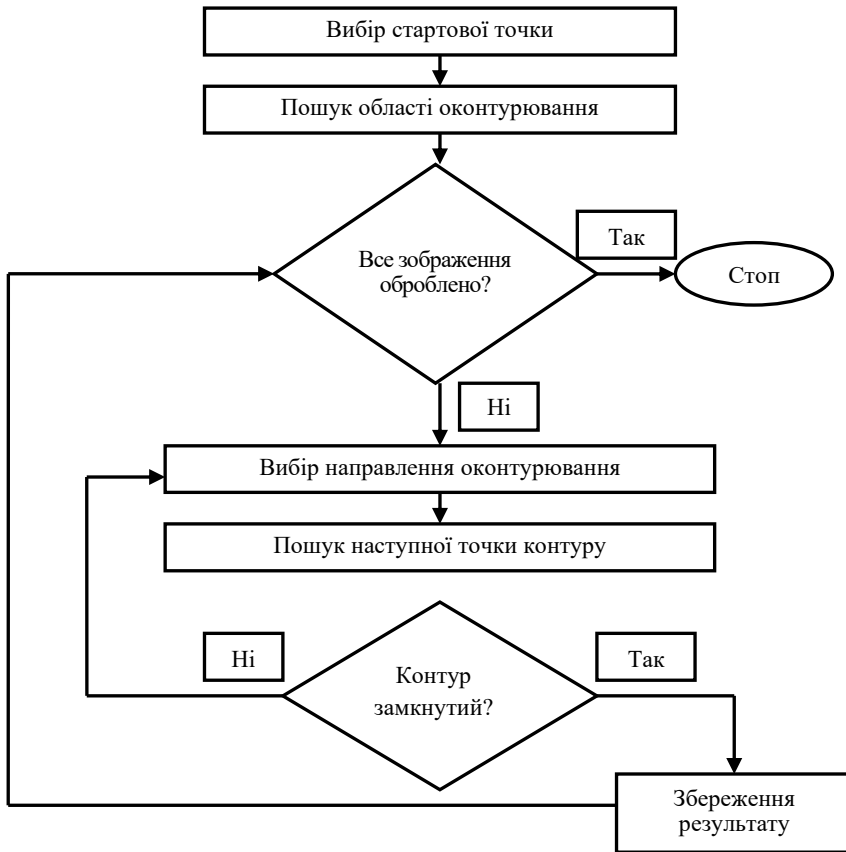 Вибір стартової точки
Пошук області оконтурювання
Все зображення
оброблено?
Так
Стоп
Ні
Вибір направлення оконтурювання
Пошук наступної точки контуру
Ні
Контур
замкнутий?
Так
Збереження
результату